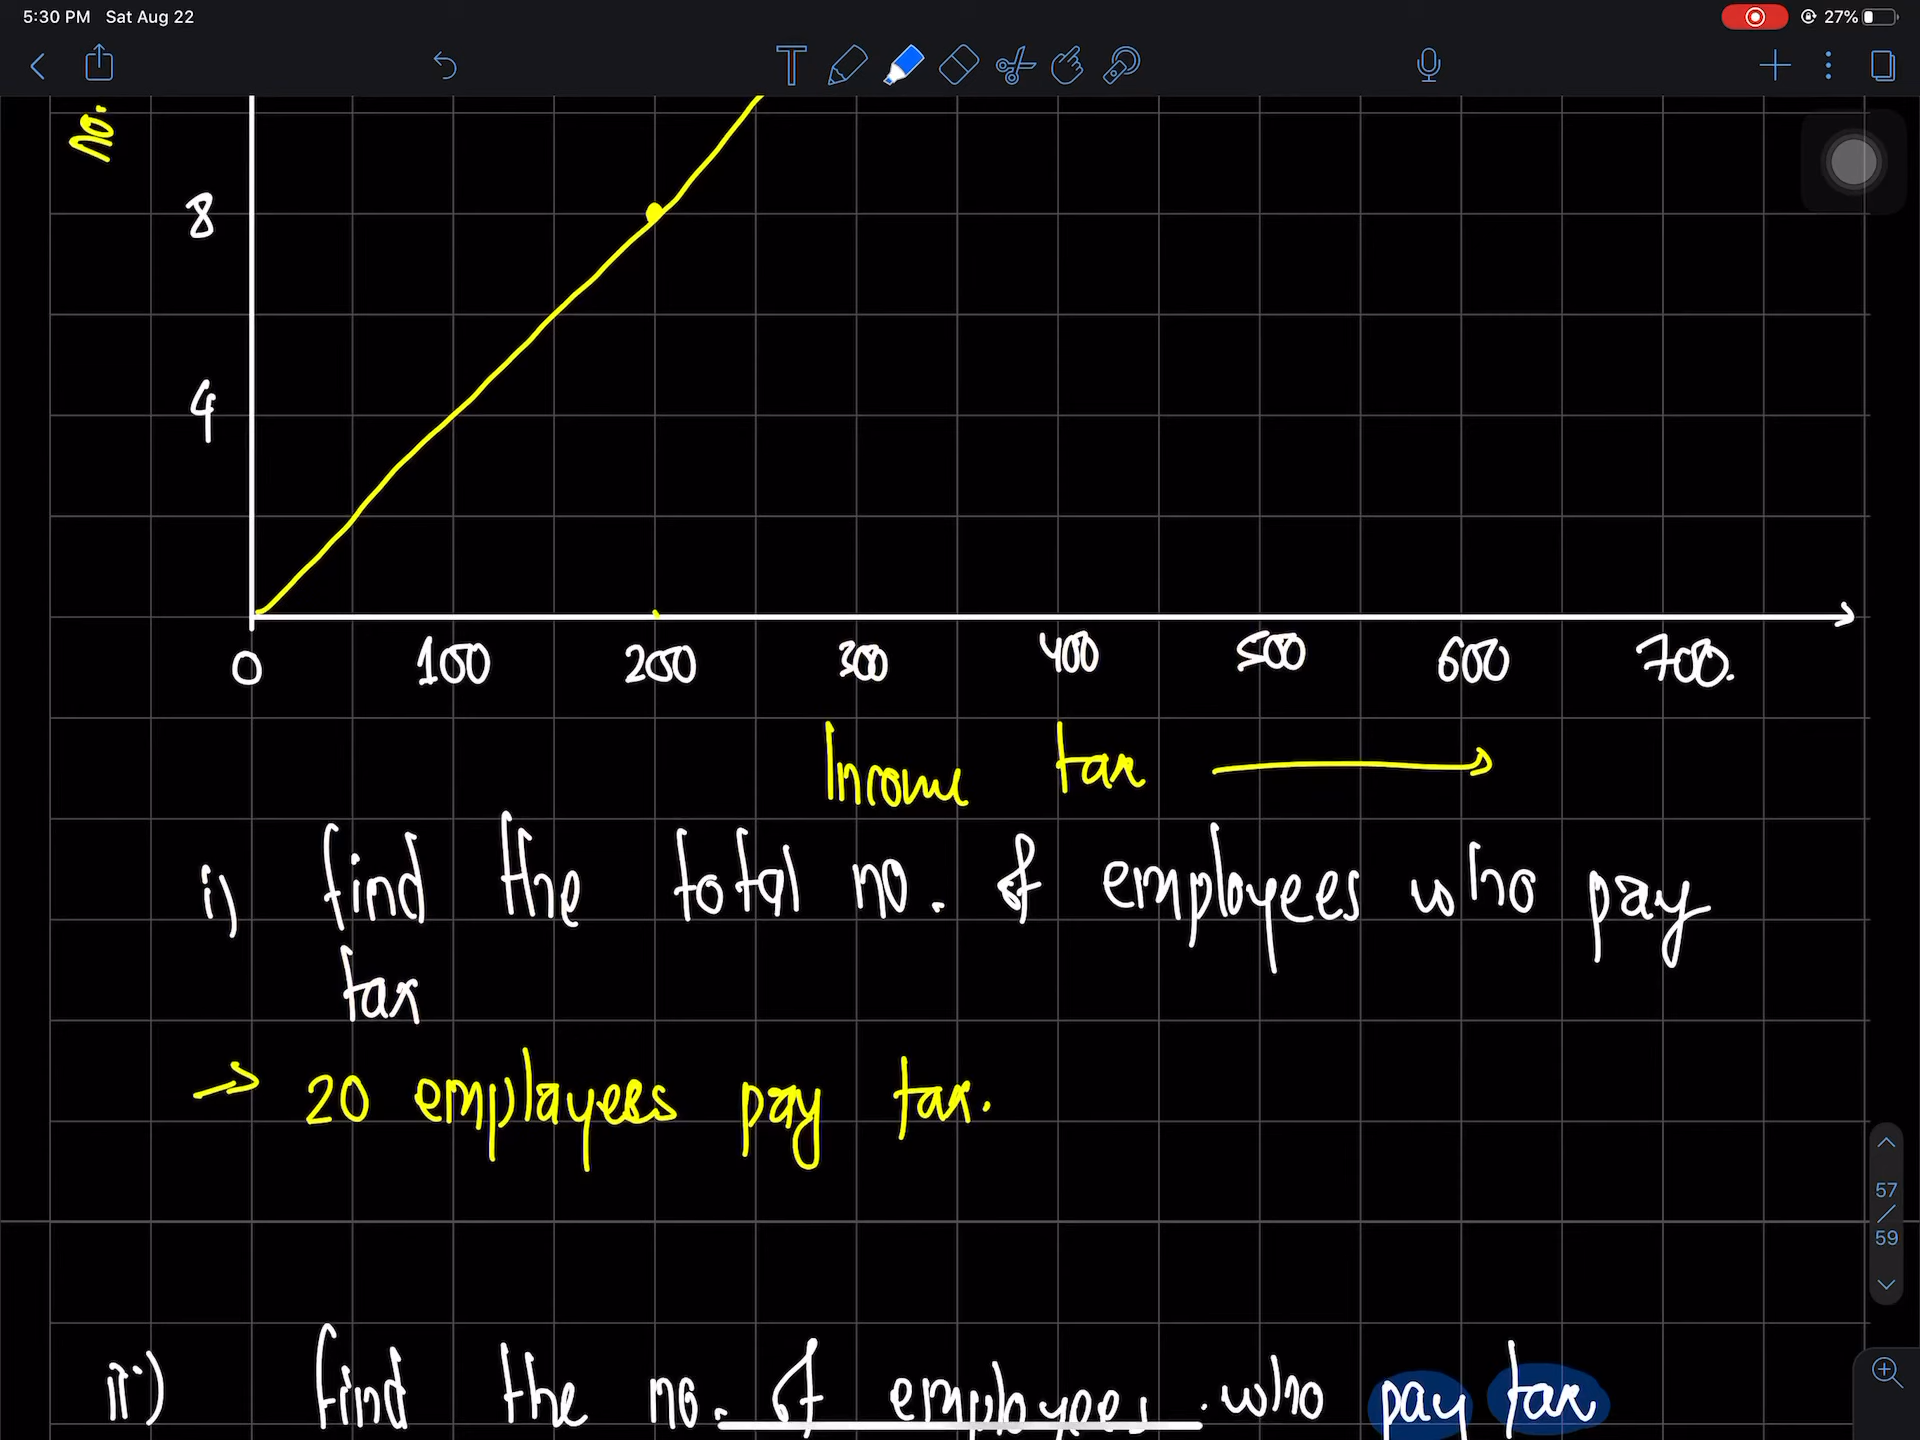 5:30 PM Sat Aug 22
27%
no.
8
4
0 100 200 300 400 500 600 700.
Income tax
i) find the total no. of employees who pay
tax
⇒ 20 employees pay tax.
57
/
59
ii) find the no. of employees who pay tax